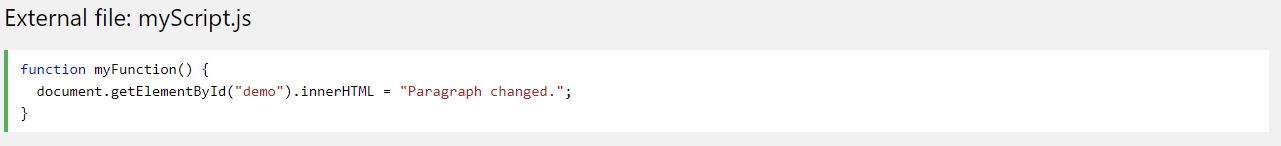 External file: myScript.js
function myFunction() {
  document.getElementById("demo").innerHTML = "Paragraph changed.";
}